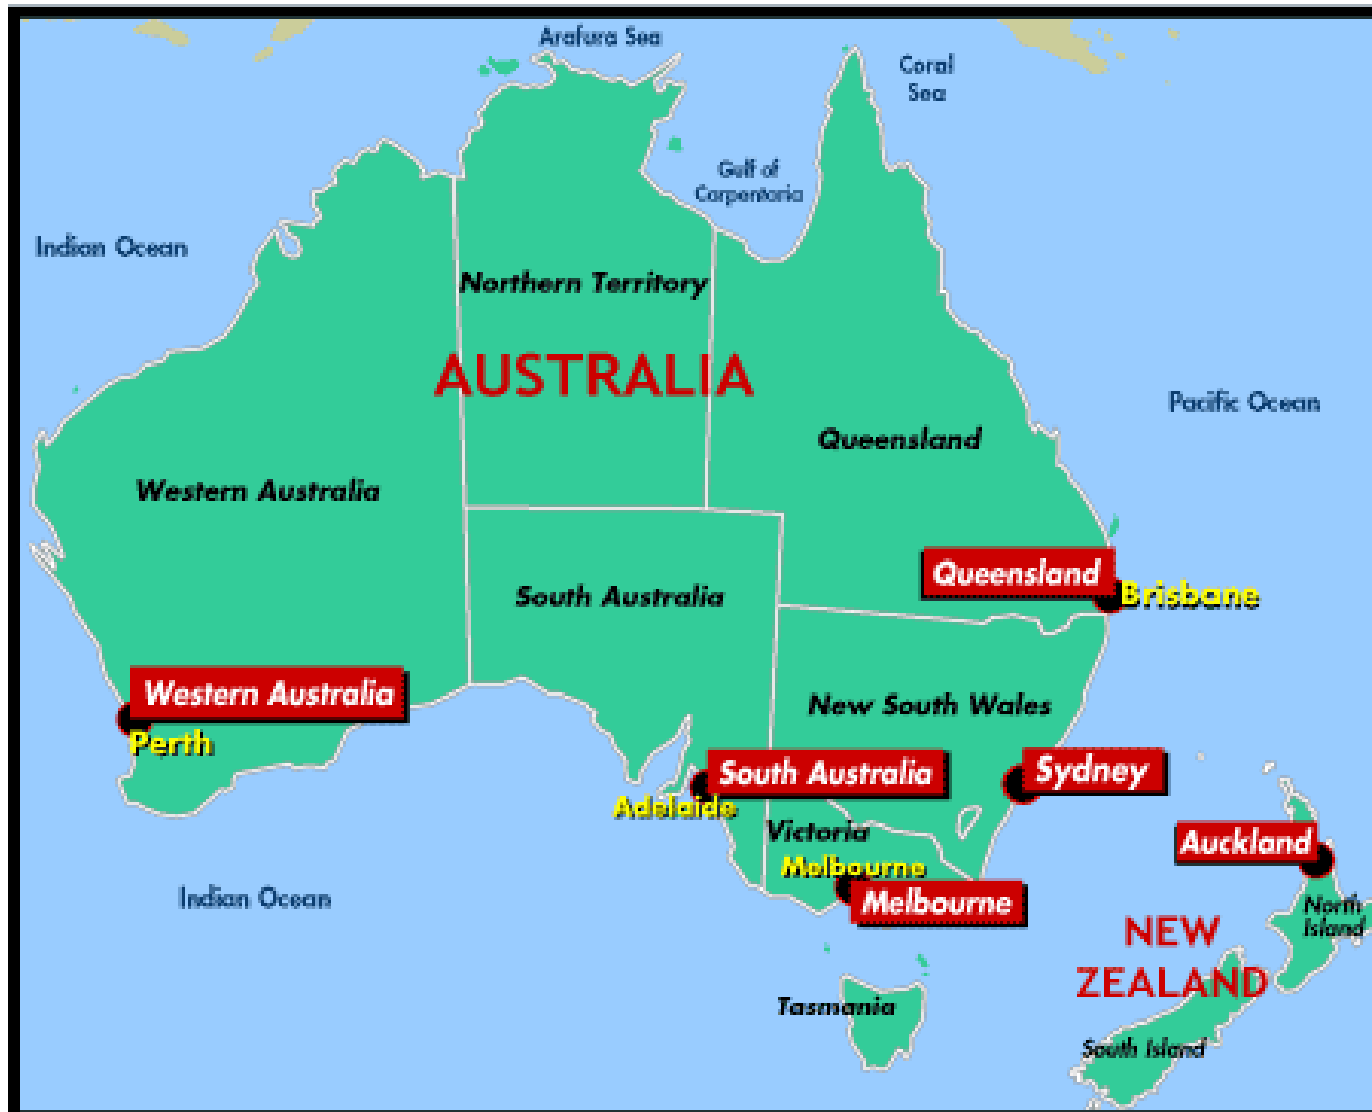 Arafura Sea
Coral
Sea
Gulf of
Carpentaria
Indian Ocean
Northern Territory
AUSTRALIA
Pacific Ocean
Queensland
Western Australia
Queensland
Brisbane
South Australia
Western Australia
Perth
New South Wales
South Australia
Sydney
Adelaide
Victoria
Auckland
Melbourne
Melbourne
Indian Ocean
North
Island
NEW
ZEALAND
Tasmania
South Island